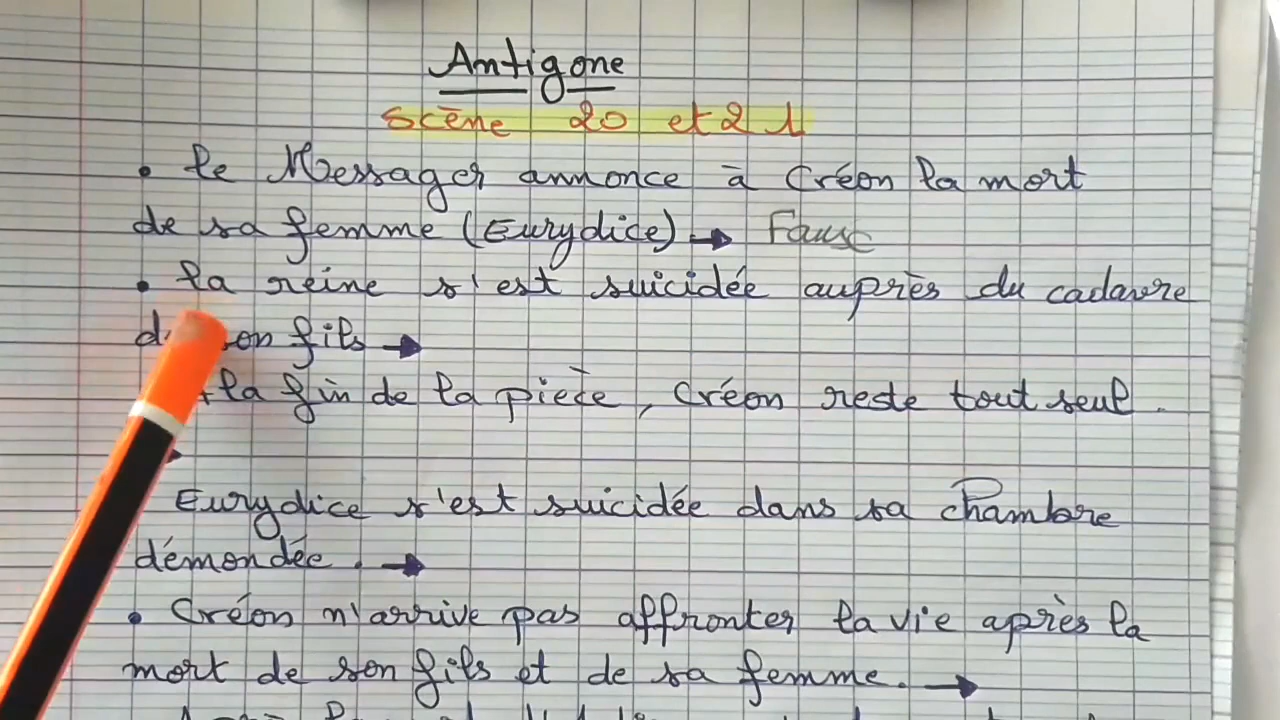 Antigone
Scène 20 et 21
• Le Messager annonce à Créon la mort
de sa femme (Eurydice) → Faux
• La reine s'est suicidée auprès du cadavre
son fils →
la fin de la pièce, Créon reste tout seul.
Eurydice s'est suicidée dans sa chambre
démondée. →
• Créon n'arrive pas affronter la vie après la
mort de son fils et de sa femme. →